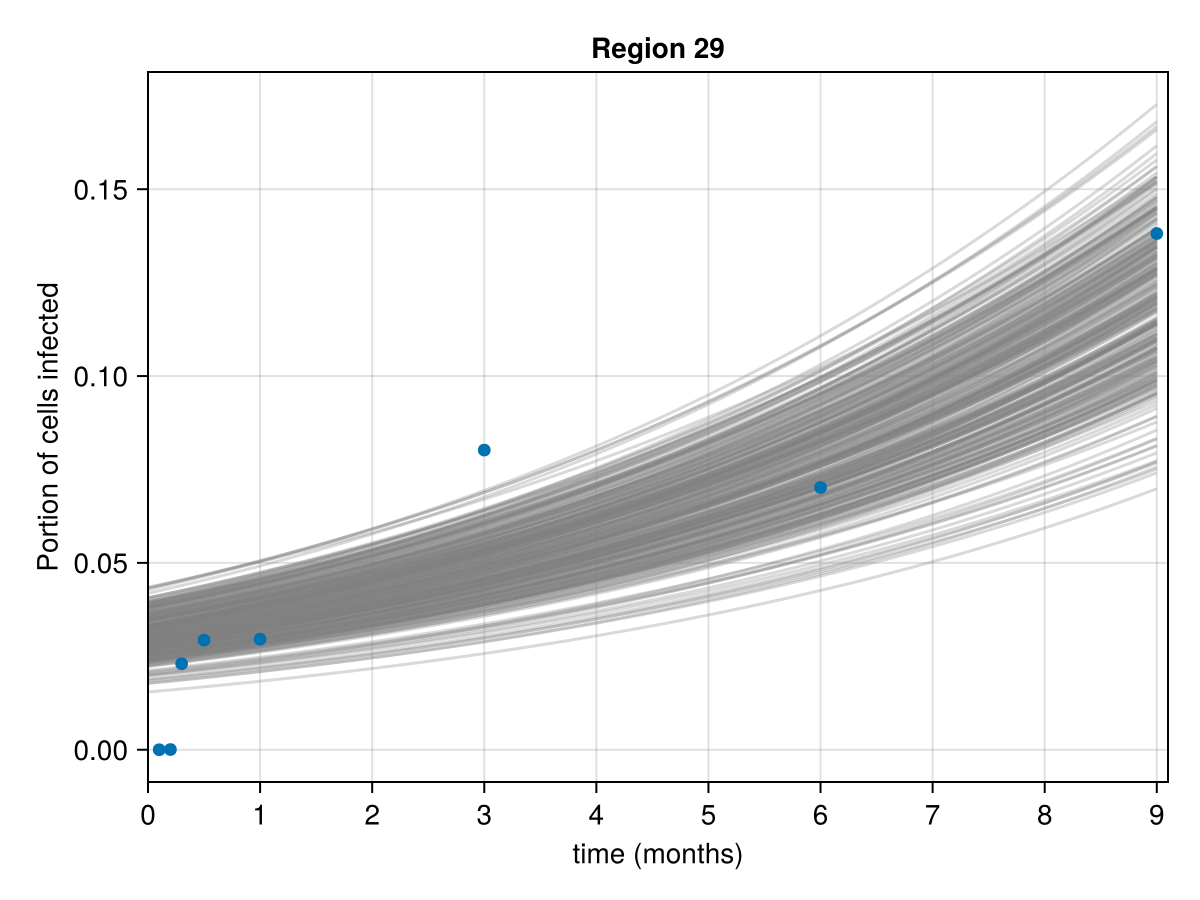 Region 29
Portion of cells infected
0.15
0.10
0.05
0.00
0 1 2 3 4 5 6 7 8 9
time (months)